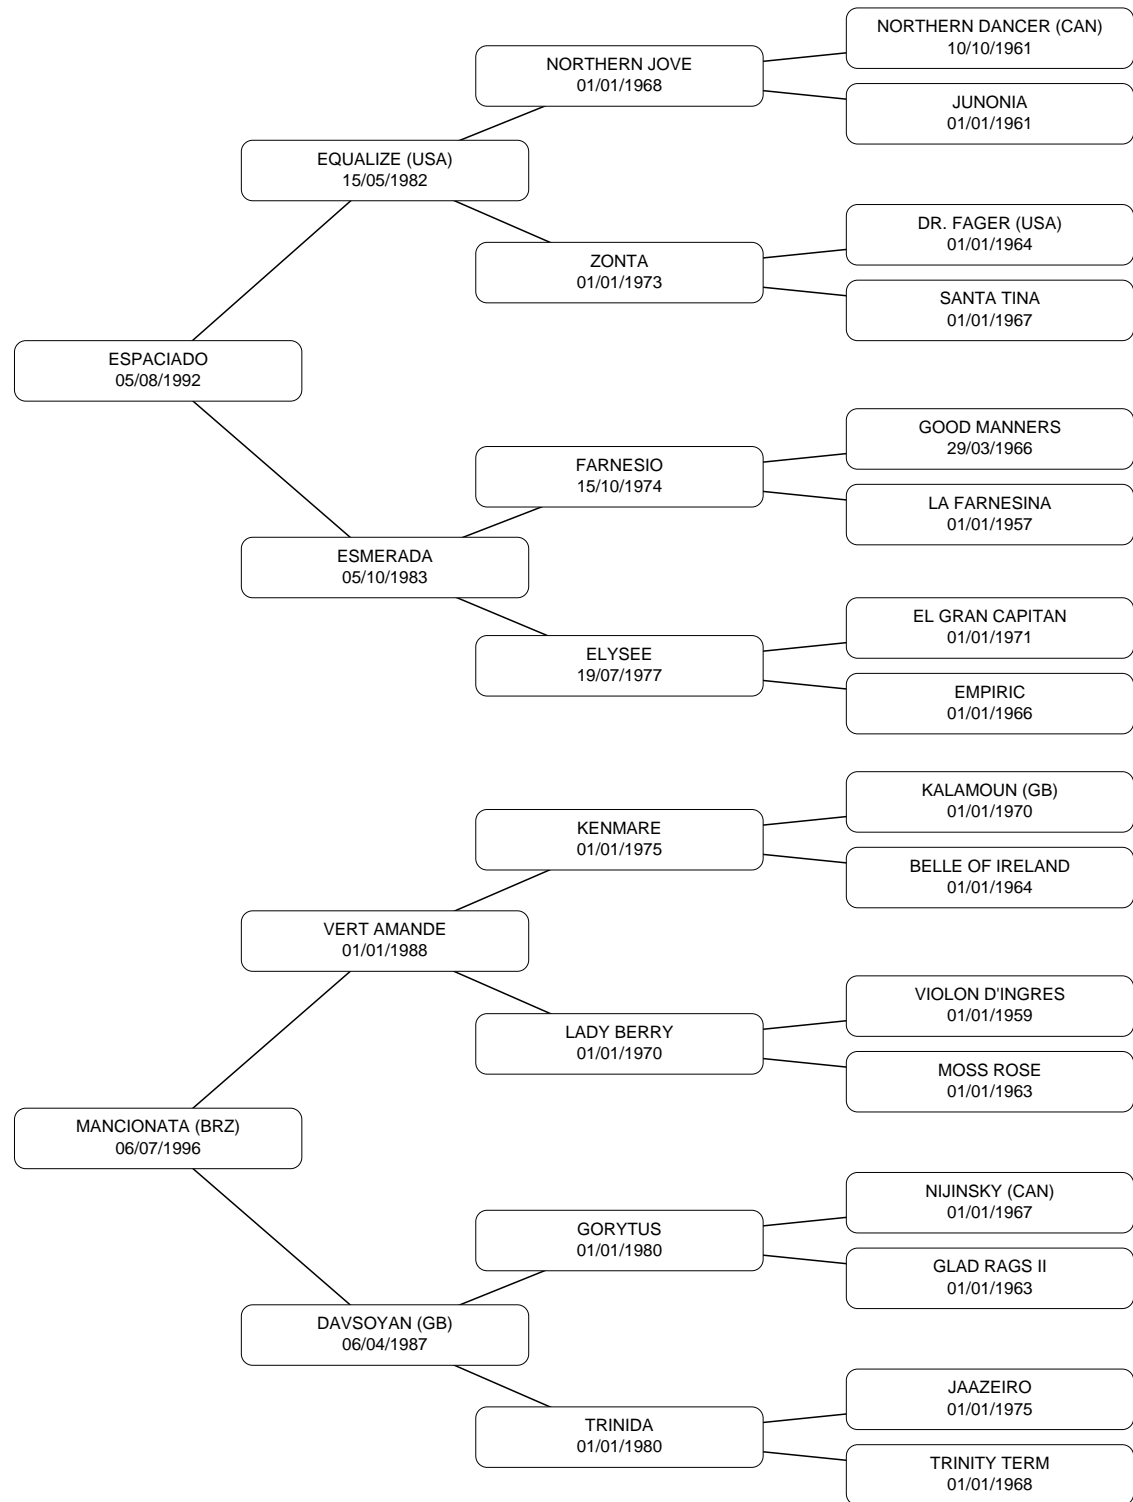 NORTHERN DANCER (CAN)
10/10/1961
NORTHERN JOVE
01/01/1968
JUNONIA
01/01/1961
EQUALIZE (USA)
15/05/1982
DR. FAGER (USA)
01/01/1964
ZONTA
01/01/1973
SANTA TINA
01/01/1967
ESPACIADO
05/08/1992
GOOD MANNERS
29/03/1966
FARNESIO
15/10/1974
LA FARNESINA
01/01/1957
ESMERADA
05/10/1983
EL GRAN CAPITAN
01/01/1971
ELYSEE
19/07/1977
EMPIRIC
01/01/1966
KALAMOUN (GB)
01/01/1970
KENMARE
01/01/1975
BELLE OF IRELAND
01/01/1964
VERT AMANDE
01/01/1988
VIOLON D'INGRES
01/01/1959
LADY BERRY
01/01/1970
MOSS ROSE
01/01/1963
MANCIONATA (BRZ)
06/07/1996
NIJINSKY (CAN)
01/01/1967
GORYTUS
01/01/1980
GLAD RAGS II
01/01/1963
DAVSOYAN (GB)
06/04/1987
JAAZEIRO
01/01/1975
TRINIDA
01/01/1980
TRINITY TERM
01/01/1968